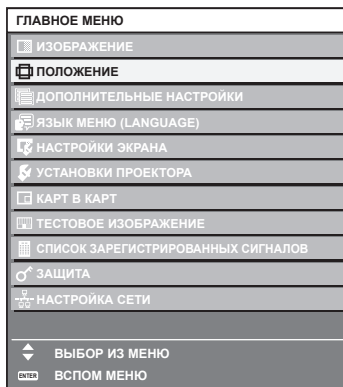 ГЛАВНОЕ МЕНЮ
ИЗОБРАЖЕНИЕ
ПОЛОЖЕНИЕ
ДОПОЛНИТЕЛЬНЫЕ НАСТРОЙКИ
ЯЗЫК МЕНЮ (LANGUAGE)
НАСТРОЙКИ ЭКРАНА
УСТАНОВКИ ПРОЕКТОРА
КАРТ В КАРТ
ТЕСТОВОЕ ИЗОБРАЖЕНИЕ
СПИСОК ЗАРЕГИСТРИРОВАННЫХ СИГНАЛОВ
ЗАЩИТА
НАСТРОЙКА СЕТИ
ВЫБОР ИЗ МЕНЮ
ENTER ВСПОМ МЕНЮ